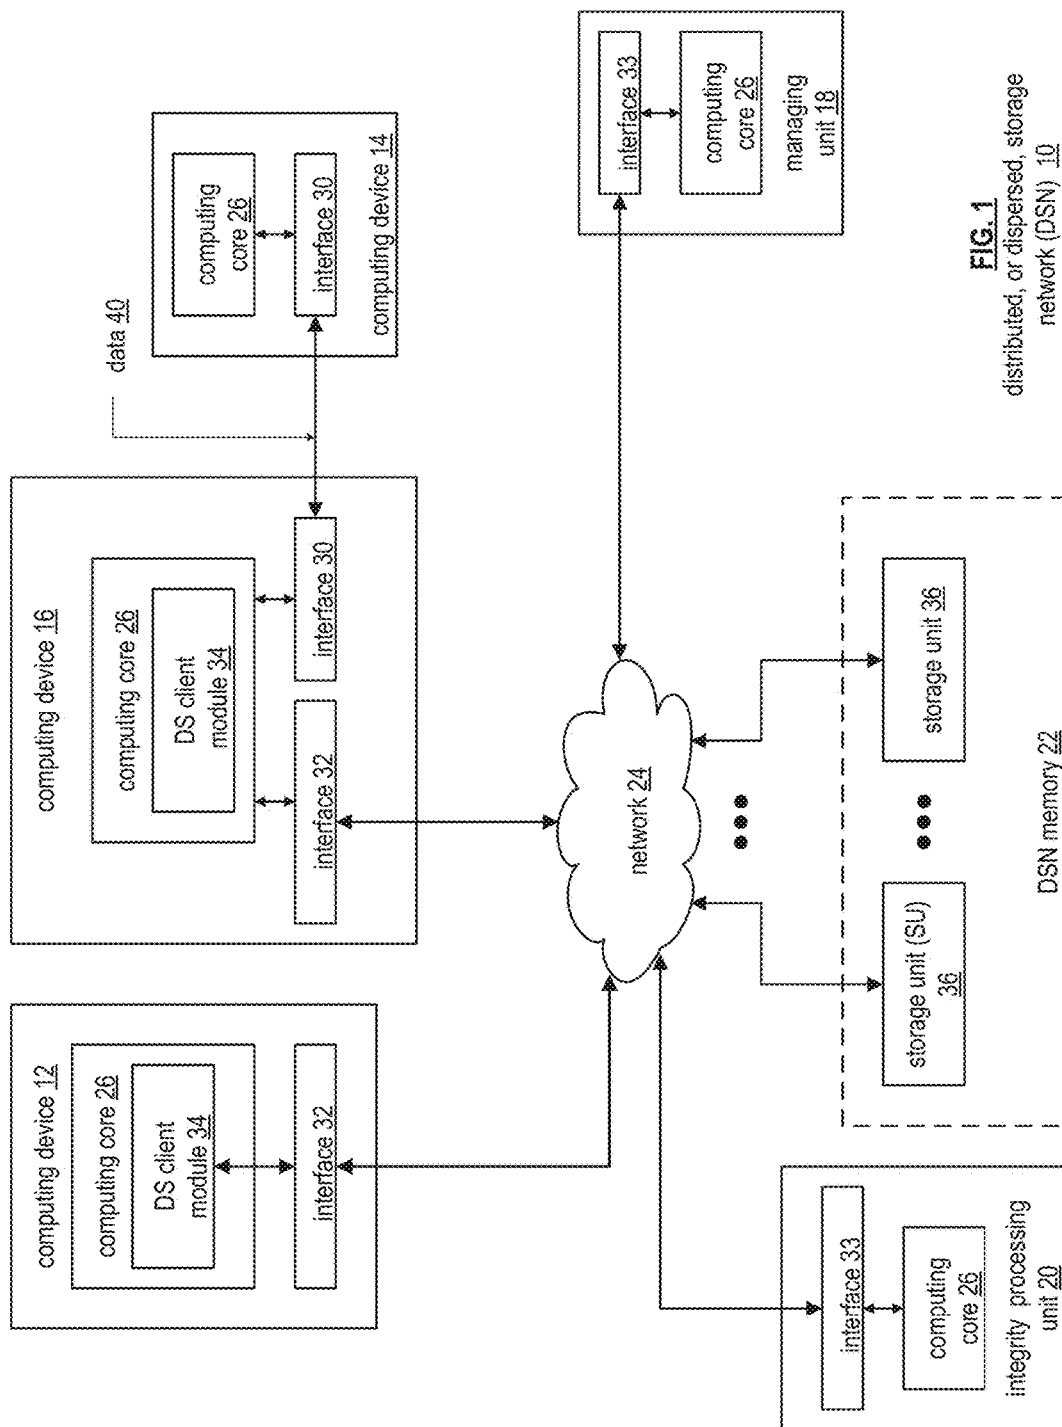 computing device 12
computing core 26
DS client
module 34
interface 32
computing device 16
computing core 26
DS client
module 34
interface 32
interface 30
data 40
computing
core 26
interface 30
computing device 14
network 24
interface 33
computing
core 26
managing
unit 18
interface 33
computing
core 26
integrity processing
unit 20
storage unit (SU)
36
storage unit 36
DSN memory 22
FIG. 1
distributed, or dispersed, storage
network (DSN) 10